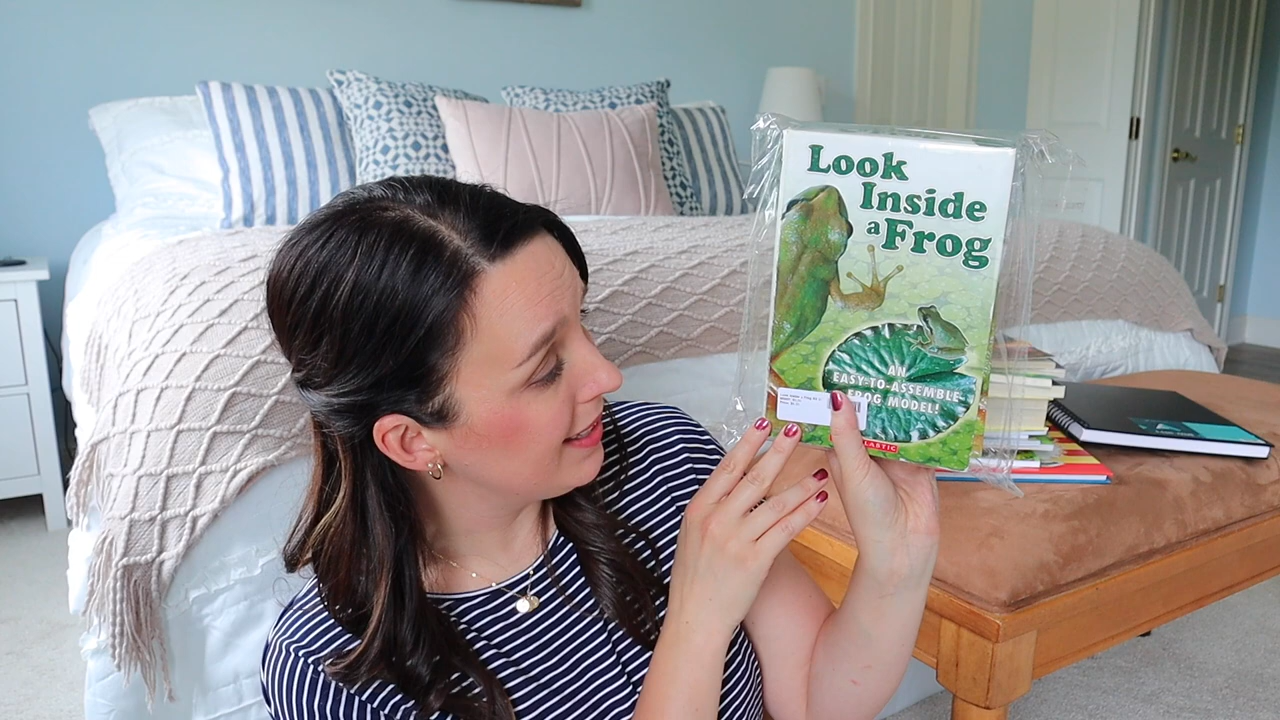 Look
Inside
a Frog
AN
EASY-TO-ASSEMBLE
FROG MODEL!